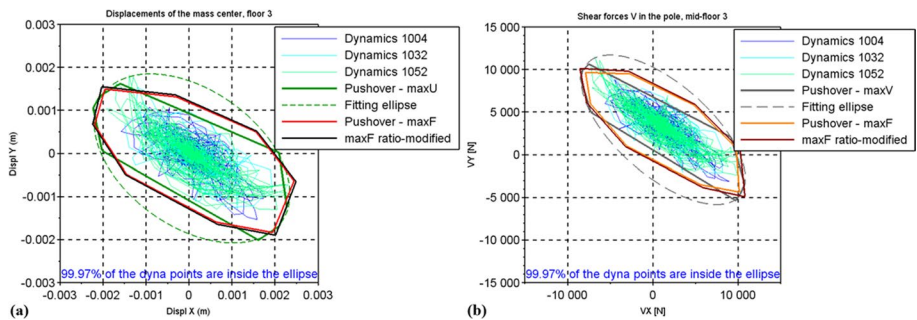 Displacements of the mass center, floor 3
Displ Y (m)
0.003
0.002
0.001
0
-0.001
-0.002
-0.003
Dynamics 1004
Dynamics 1032
Dynamics 1052
Pushover - maxU
Fitting ellipse
Pushover - maxF
maxF ratio-modified
99.97% of the dyna points are inside the ellipse
-0.003 -0.002 -0.001 0 0.001 0.002 0.003
Displ X (m)
(a)
Shear forces V in the pole, mid-floor 3
VY [N]
15 000
10 000
5 000
0
-5 000
-10 000
-15 000
Dynamics 1004
Dynamics 1032
Dynamics 1052
Pushover - maxV
Fitting ellipse
Pushover - maxF
maxF ratio-modified
99.97% of the dyna points are inside the ellipse
-10 000 0 10 000
VX [N]
(b)